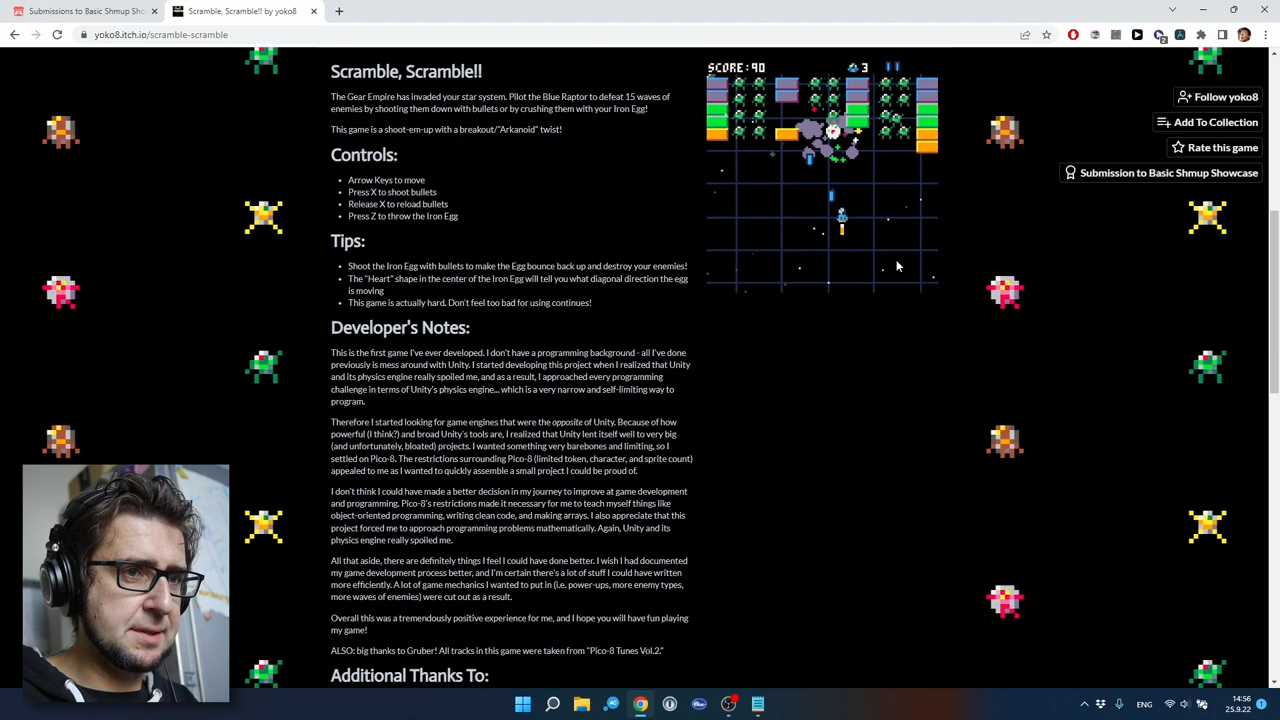 Submissions to Basic Shmup Sho
Scramble, Scramble!! by yoko8
yoko8.itch.io/scramble-scramble
Scramble, Scramble!!
The Gear Empire has invaded your star system. Pilot the Blue Raptor to defeat 15 waves of
enemies by shooting them down with bullets or by crushing them with your Iron Egg!
This game is a shoot-em-up with a breakout/"Arkanoid" twist!
Controls:
Arrow Keys to move
Press X to shoot bullets
Release X to reload bullets
Press Z to throw the Iron Egg
Tips:
Shoot the Iron Egg with bullets to make the Egg bounce back up and destroy your enemies!
The "Heart" shape in the center of the Iron Egg will tell you what diagonal direction the egg
is moving
This game is actually hard. Don't feel too bad for using continues!
Developer's Notes:
This is the first game I've ever developed. I don't have a programming background - all I've done
previously is mess around with Unity. I started developing this project when I realized that Unity
and its physics engine really spoiled me, and as a result, I approached every programming
challenge in terms of Unity's physics engine... which is a very narrow and self-limiting way to
program.
Therefore I started looking for game engines that were the opposite of Unity. Because of how
powerful (I think?) and broad Unity's tools are, I realized that Unity lent itself well to very big
(and unfortunately, bloated) projects. I wanted something very barebones and limiting, so I
settled on Pico-8. The restrictions surrounding Pico-8 (limited token, character, and sprite count)
appealed to me as I wanted to quickly assemble a small project I could be proud of.
I don't think I could have made a better decision in my journey to improve at game development
and programming. Pico-8's restrictions made it necessary for me to teach myself things like
object-oriented programming, writing clean code, and making arrays. I also appreciate that this
project forced me to approach programming problems mathematically. Again, Unity and its
physics engine really spoiled me.
All that aside, there are definitely things I feel I could have done better. I wish I had documented
my game development process better, and I'm certain there's a lot of stuff I could have written
more efficiently. A lot of game mechanics I wanted to put in (i.e. power-ups, more enemy types,
more waves of enemies) were cut out as a result.
Overall this was a tremendously positive experience for me, and I hope you will have fun playing
my game!
ALSO: big thanks to Gruber! All tracks in this game were taken from "Pico-8 Tunes Vol.2."
Additional Thanks To:
SCORE:90
3
Follow yoko8
Add To Collection
Rate this game
Submission to Basic Shmup Showcase
14:56
25.9.22